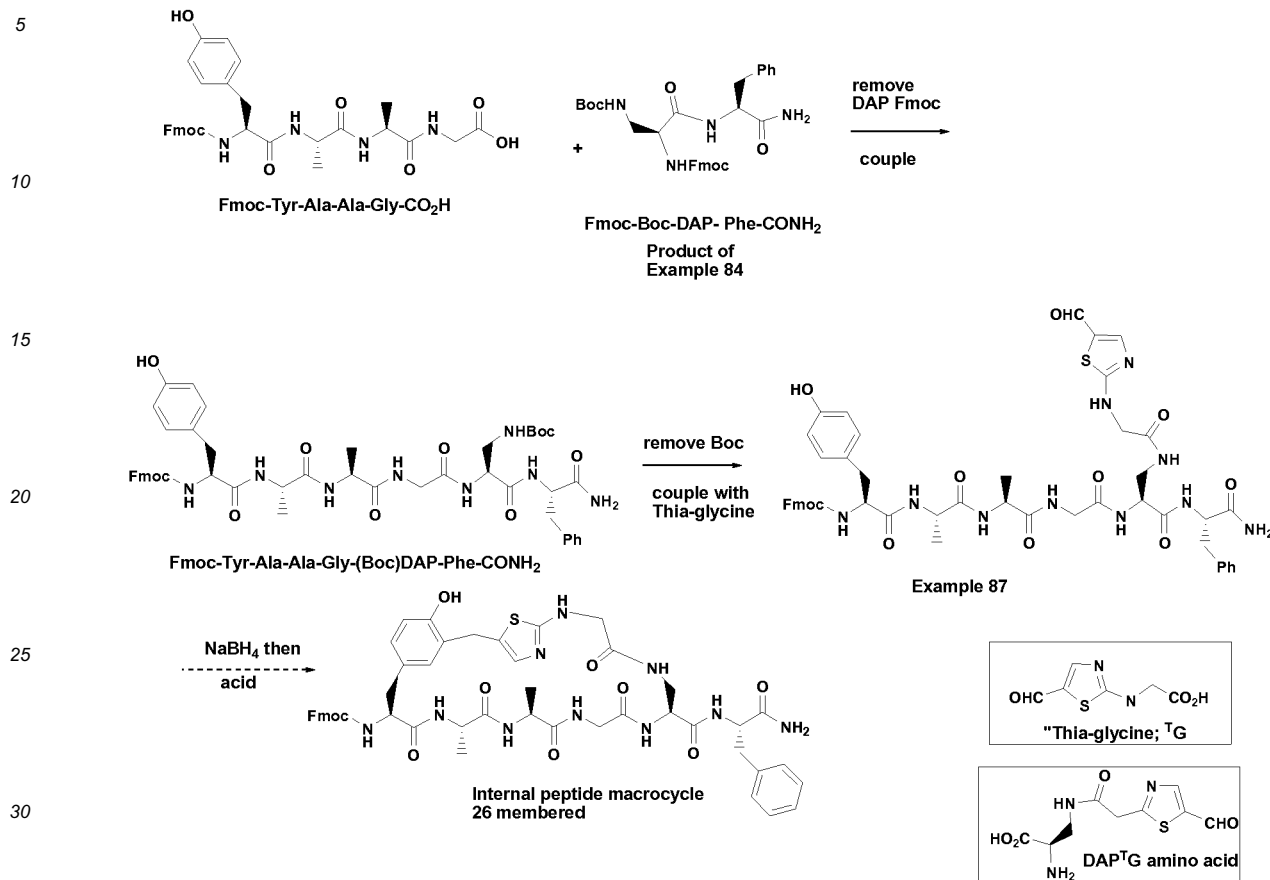 5
HO
O
O
Fmoc
N
H
H
N
O
N
H
O
H
N
O
OH
Fmoc-Tyr-Ala-Ala-Gly-CO2H
+
BocHN
O
Ph
N
H
NHFmoc
O
NH2
Fmoc-Boc-DAP- Phe-CONH2
Product of
Example 84
remove
DAP Fmoc
couple
10
15
HO
Fmoc
N
H
O
H
N
O
N
H
O
H
N
O
N
H
NHBoc
O
H
N
O
NH2
Ph
Fmoc-Tyr-Ala-Ala-Gly-(Boc)DAP-Phe-CONH2
remove Boc
couple with
Thia-glycine
OHC
S
N
HN
O
NH
HO
Fmoc
N
H
O
H
N
O
N
H
O
H
N
O
N
H
O
H
N
O
NH2
Ph
Example 87
20
25
NaBH4 then
acid
OH
S
N
H
N
O
NH
Fmoc
N
H
O
H
N
O
N
H
O
H
N
O
N
H
O
H
N
O
NH2
Internal peptide macrocycle
26 membered
OHC
N
S
N
CO2H
"Thia-glycine; TG
30
O
HN
N
S
CHO
HO2C
NH2
DAPTG amino acid